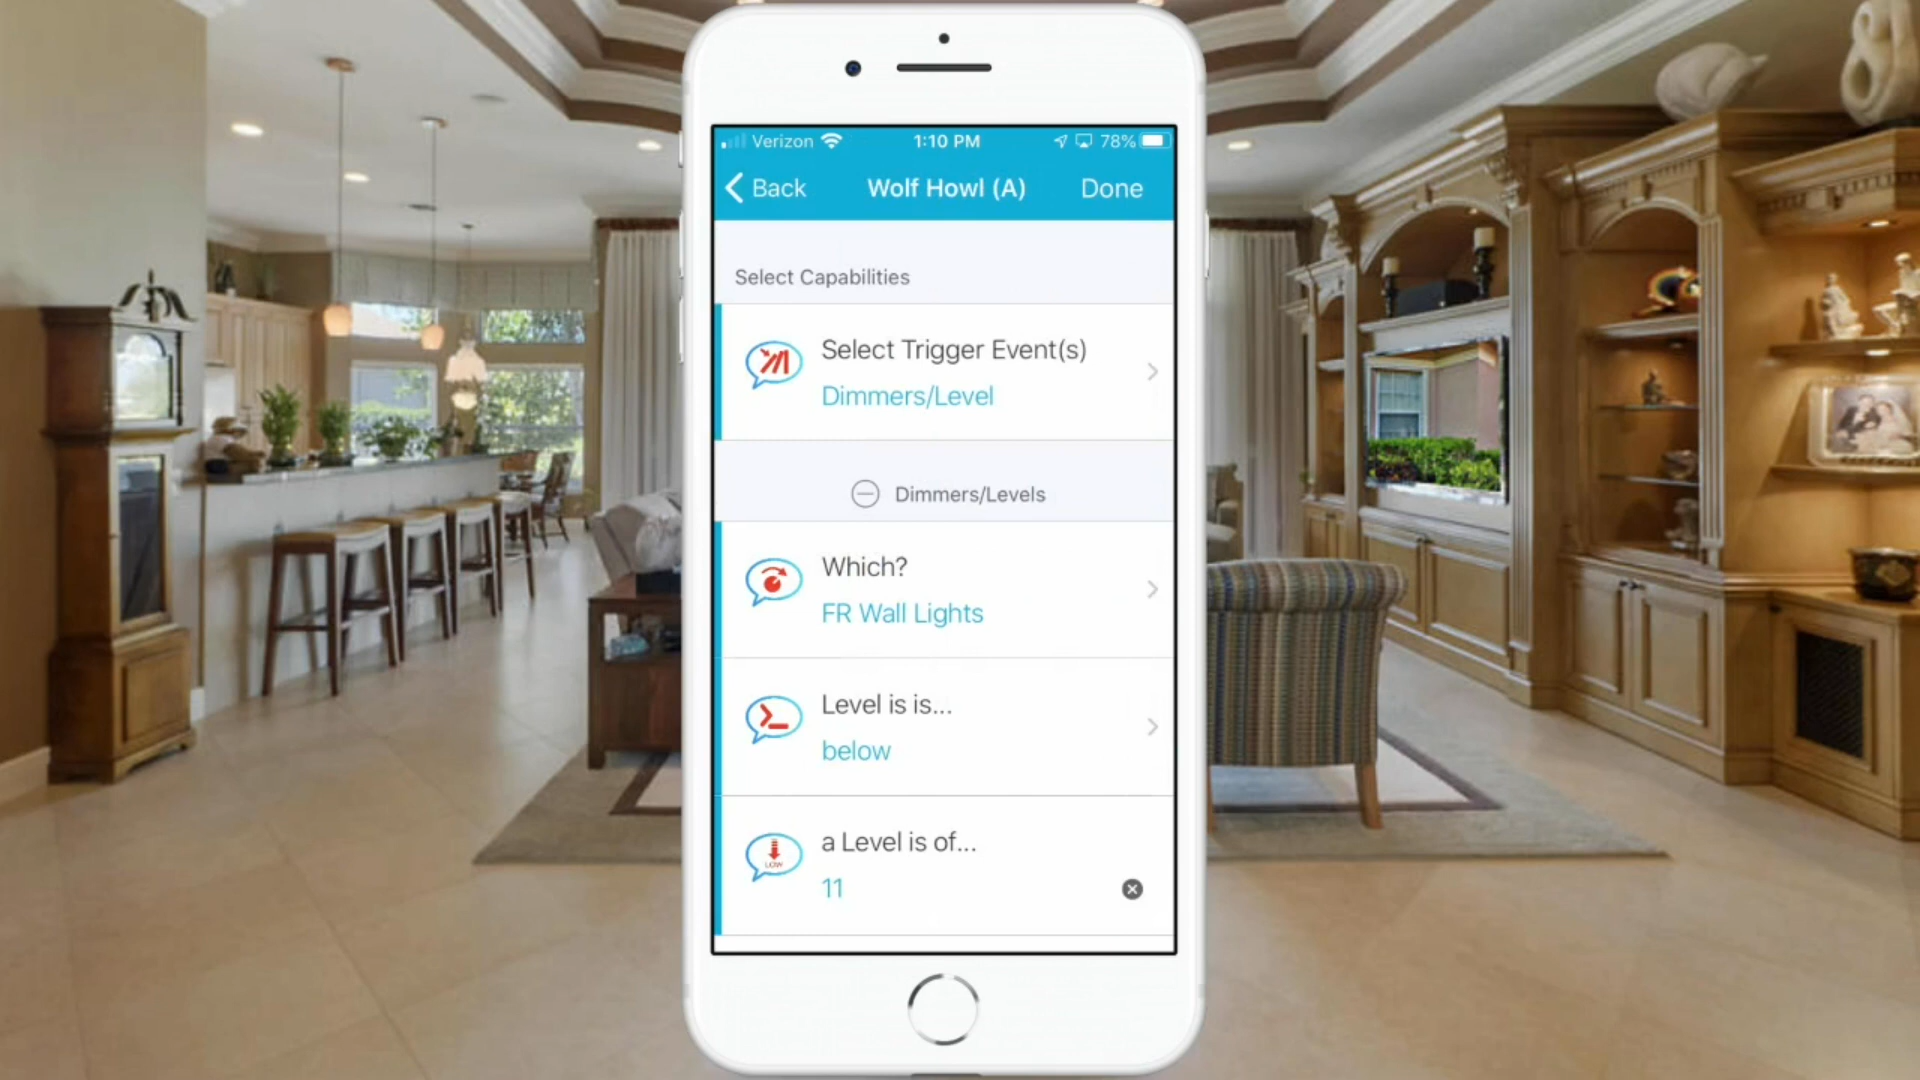 Verizon 1:10 PM 78%
Back Wolf Howl (A) Done
Select Capabilities
Select Trigger Event(s)
Dimmers/Level
Dimmers/Levels
Which?
FR Wall Lights
Level is is...
below
a Level is of...
LOW
11